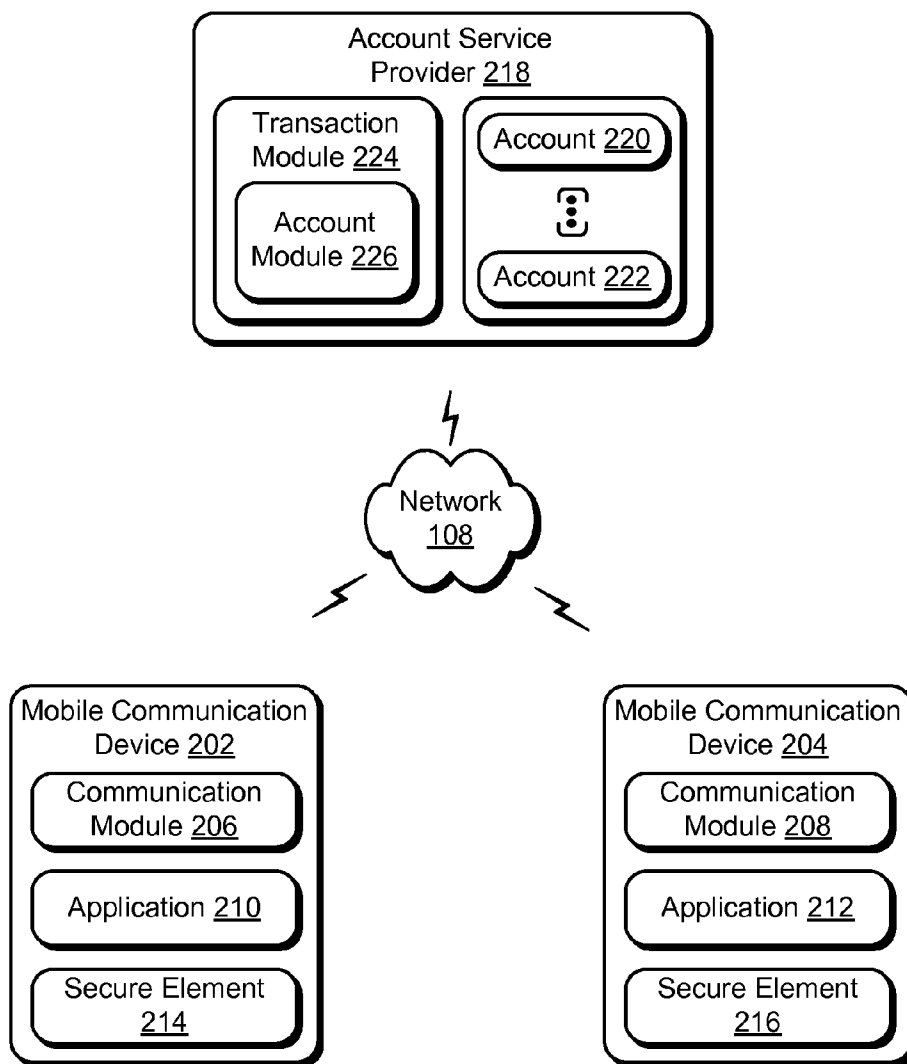 Account Service
Provider 218
Transaction
Module 224
Account
Module 226
Account 220
Account 222
Network
108
Mobile Communication
Device 202
Communication
Module 206
Application 210
Secure Element
214
Mobile Communication
Device 204
Communication
Module 208
Application 212
Secure Element
216